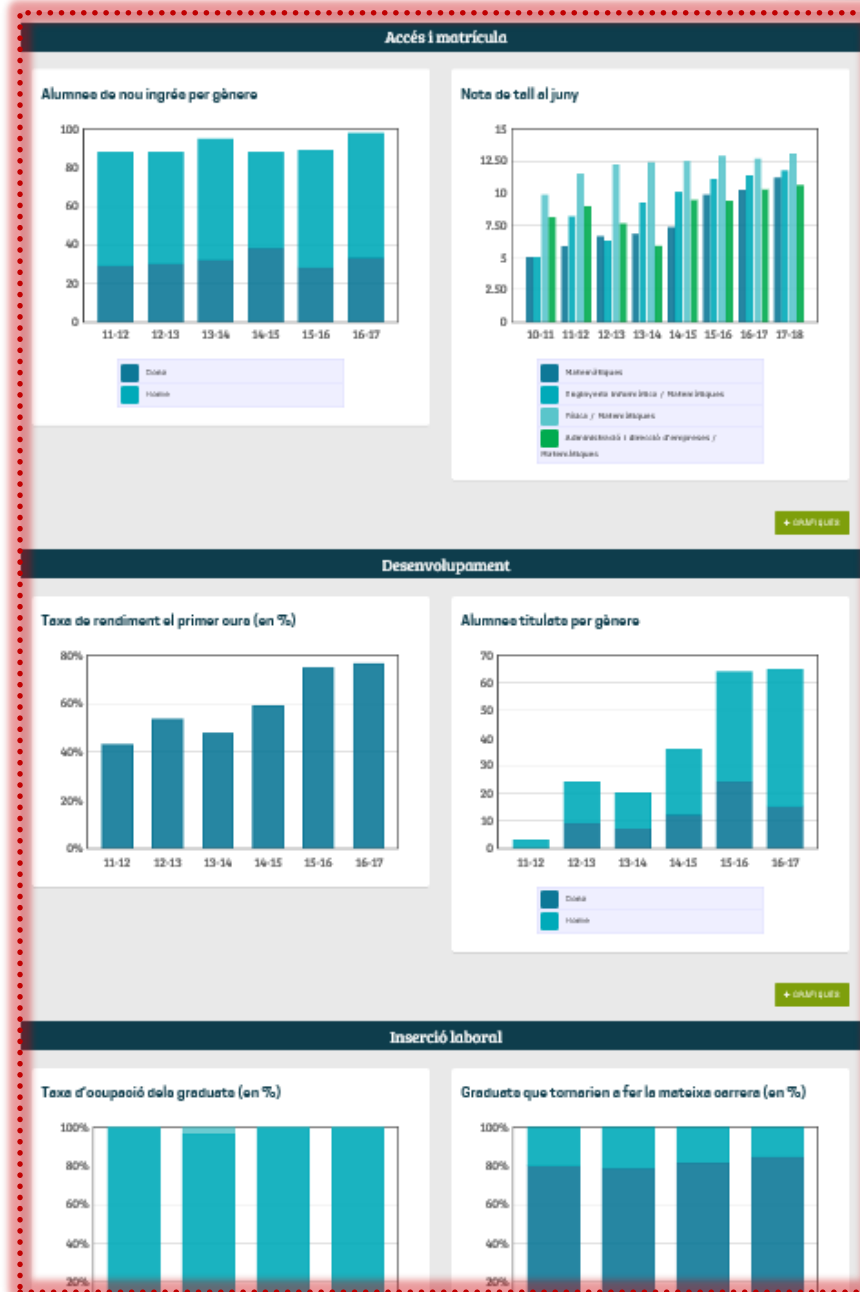 Accés i matrícula
Alumnes de nou ingrés per gènere
100
80
60
40
20
0
11-12 12-13 13-14 14-15 15-16 16-17
Dona
Home
Nota de tall al juny
15
12.50
10
7.50
5
2.50
0
10-11 11-12 12-13 13-14 14-15 15-16 16-17 17-18
Matemàtiques
Enginyeria Informàtica / Matemàtiques
Física / Matemàtiques
Administració i direcció d'empreses /
Matemàtiques
+ GRÀFIQUES
Desenvolupament
Taxa de rendiment el primer curs (en %)
80%
60%
40%
20%
0%
11-12 12-13 13-14 14-15 15-16 16-17
Alumnes titulats per gènere
70
60
50
40
30
20
10
0
11-12 12-13 13-14 14-15 15-16 16-17
Dona
Home
+ GRÀFIQUES
Inserció laboral
Taxa d'ocupació dels graduats (en %)
100%
80%
60%
40%
20%
Graduats que tornarien a fer la mateixa carrera (en %)
100%
80%
60%
40%
20%